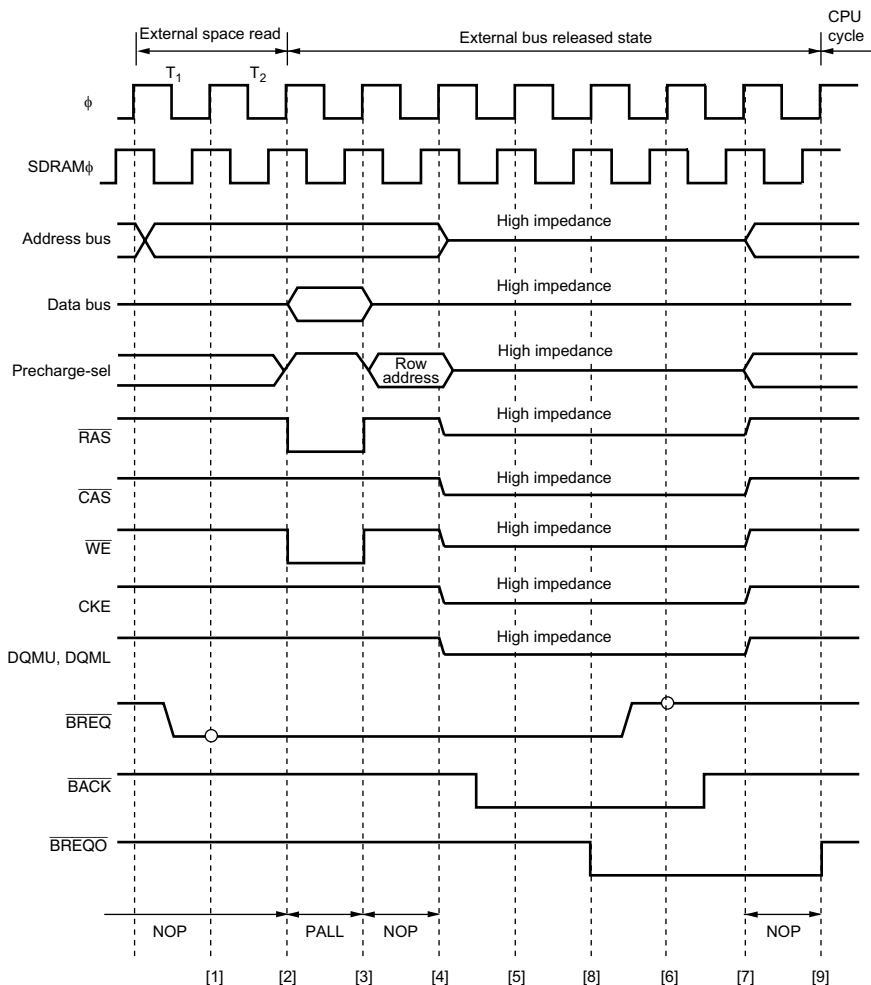 External space read
External bus released state
CPU
cycle
T1
T2
ϕ
SDRAMϕ
Address bus
High impedance
Data bus
High impedance
Precharge-sel
Row
address
High impedance
RAS
High impedance
CAS
High impedance
WE
High impedance
CKE
High impedance
DQMU, DQML
High impedance
BREQ
BACK
BREQO
NOP
PALL
NOP
NOP
[1]
[2]
[3]
[4]
[5]
[8]
[6]
[7]
[9]